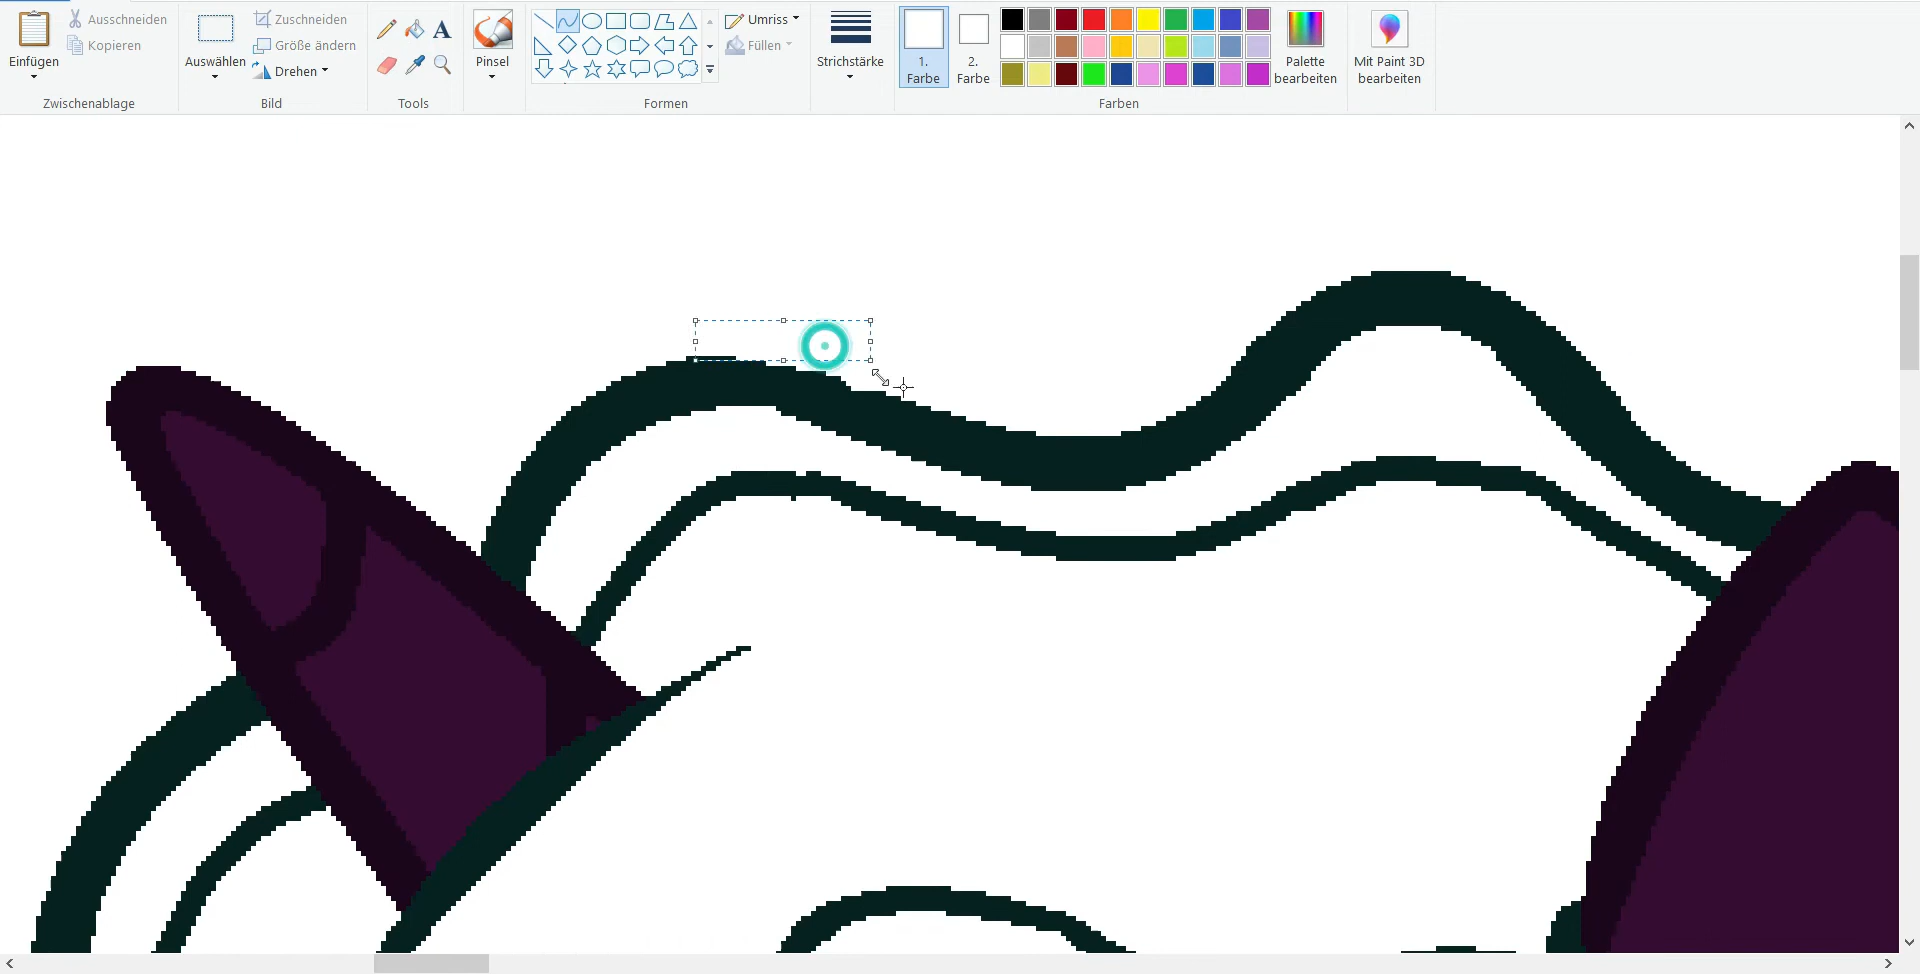 Einfügen
Ausschneiden
Kopieren
Zwischenablage
Auswählen
Zuschneiden
Größe ändern
Drehen
Bild
A
Tools
Pinsel
Umriss
Füllen
Formen
Strichstärke
1.
Farbe
2.
Farbe
Palette
bearbeiten
Farben
Mit Paint 3D
bearbeiten